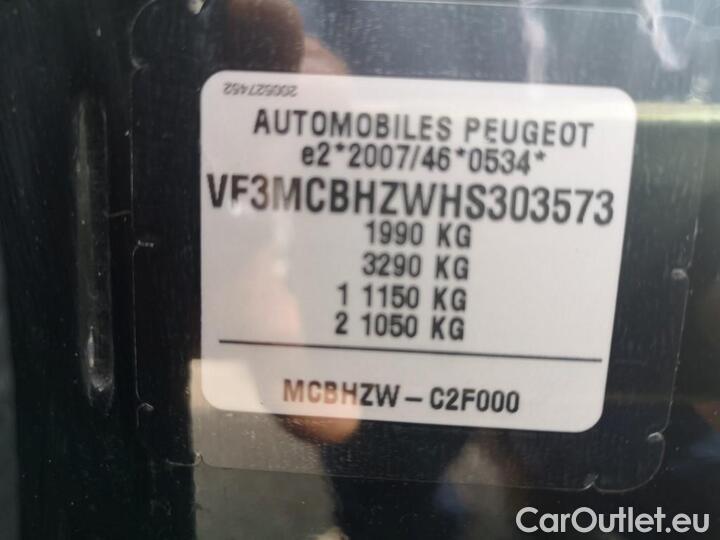 200527452
AUTOMOBILES PEUGEOT
e2*2007/46*0534*
VF3MCBHZWHS303573
1990 KG
3290 KG
1 1150 KG
2 1050 KG
MCBHZW - C2F000
CarOutlet.eu